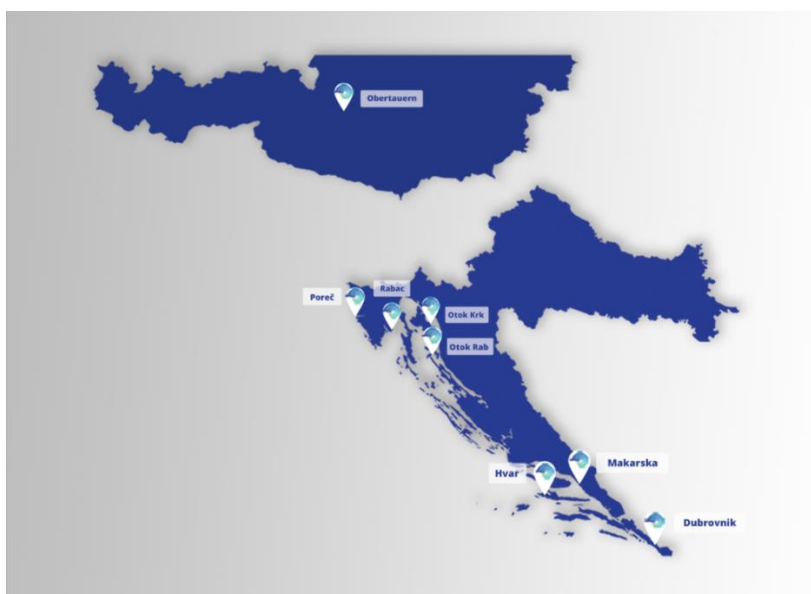 Obertauern
Rabac
Poreč
Otok Krk
Otok Rab
Makarska
Hvar
Dubrovnik